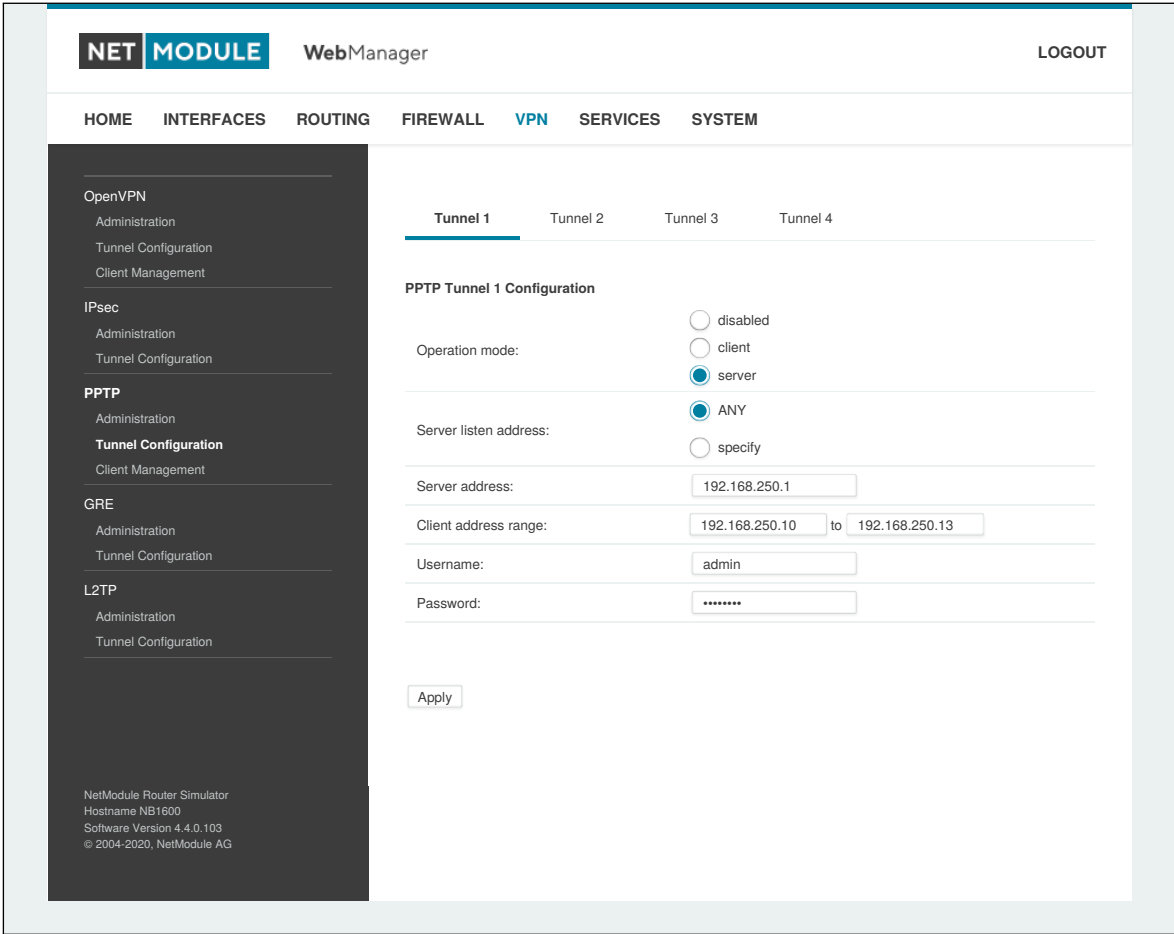 NET MODULE WebManager LOGOUT
HOME INTERFACES ROUTING FIREWALL VPN SERVICES SYSTEM
OpenVPN
Administration
Tunnel Configuration
Client Management
IPsec
Administration
Tunnel Configuration
PPTP
Administration
Tunnel Configuration
Client Management
GRE
Administration
Tunnel Configuration
L2TP
Administration
Tunnel Configuration
NetModule Router Simulator
Hostname NB1600
Software Version 4.4.0.103
© 2004-2020, NetModule AG
Tunnel 1 Tunnel 2 Tunnel 3 Tunnel 4
PPTP Tunnel 1 Configuration
Operation mode:
disabled
client
server
Server listen address:
ANY
specify
Server address: 192.168.250.1
Client address range: 192.168.250.10 to 192.168.250.13
Username: admin
Password: ••••••••
Apply